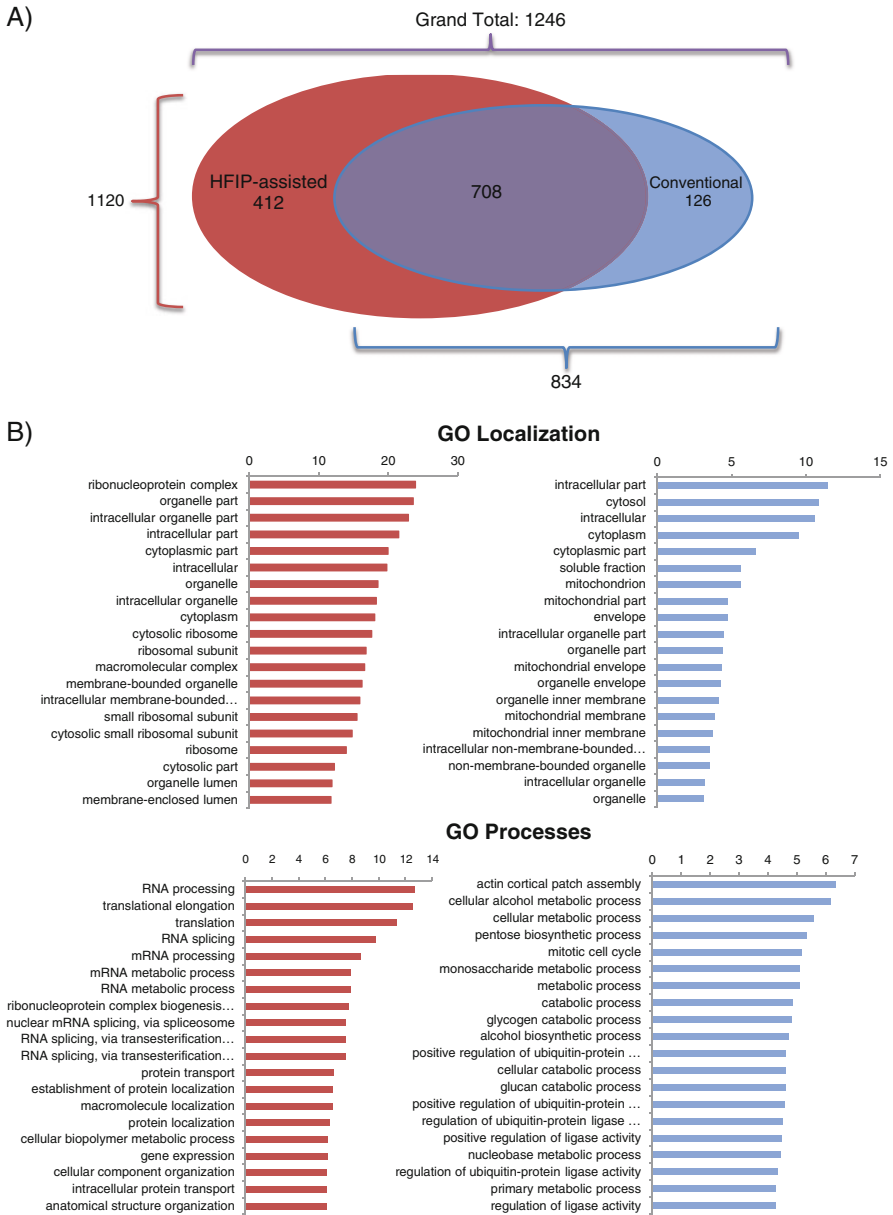 A)
Grand Total: 1246
1120
HFIP-assisted
412
708
Conventional
126
834
B)
GO Localization
0 10 20 30
ribonucleoprotein complex
organelle part
intracellular organelle part
intracellular part
cytoplasmic part
intracellular
organelle
intracellular organelle
cytoplasm
cytosolic ribosome
ribosomal subunit
macromolecular complex
membrane-bounded organelle
intracellular membrane-bounded…
small ribosomal subunit
cytosolic small ribosomal subunit
ribosome
cytosolic part
organelle lumen
membrane-enclosed lumen
0 5 10 15
intracellular part
cytosol
intracellular
cytoplasm
cytoplasmic part
soluble fraction
mitochondrion
mitochondrial part
envelope
intracellular organelle part
organelle part
mitochondrial envelope
organelle envelope
organelle inner membrane
mitochondrial membrane
mitochondrial inner membrane
intracellular non-membrane-bounded…
non-membrane-bounded organelle
intracellular organelle
organelle
GO Processes
0 2 4 6 8 10 12 14
RNA processing
translational elongation
translation
RNA splicing
mRNA processing
mRNA metabolic process
RNA metabolic process
ribonucleoprotein complex biogenesis…
nuclear mRNA splicing, via spliceosome
RNA splicing, via transesterification…
RNA splicing, via transesterification…
protein transport
establishment of protein localization
macromolecule localization
protein localization
cellular biopolymer metabolic process
gene expression
cellular component organization
intracellular protein transport
anatomical structure organization
0 1 2 3 4 5 6 7
actin cortical patch assembly
cellular alcohol metabolic process
cellular metabolic process
pentose biosynthetic process
mitotic cell cycle
monosaccharide metabolic process
metabolic process
catabolic process
glycogen catabolic process
alcohol biosynthetic process
positive regulation of ubiquitin-protein …
cellular catabolic process
glucan catabolic process
positive regulation of ubiquitin-protein …
regulation of ubiquitin-protein ligase …
positive regulation of ligase activity
nucleobase metabolic process
regulation of ubiquitin-protein ligase activity
primary metabolic process
regulation of ligase activity